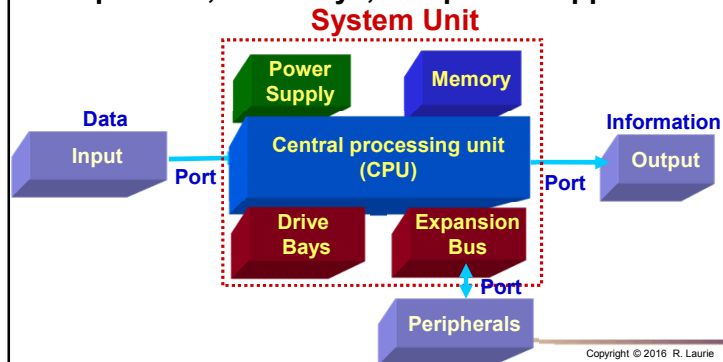 System Unit
Power
Supply
Memory
Data
Information
Input
Central processing unit
(CPU)
Output
Port
Port
Drive
Bays
Expansion
Bus
Port
Peripherals
Copyright © 2016 R. Laurie